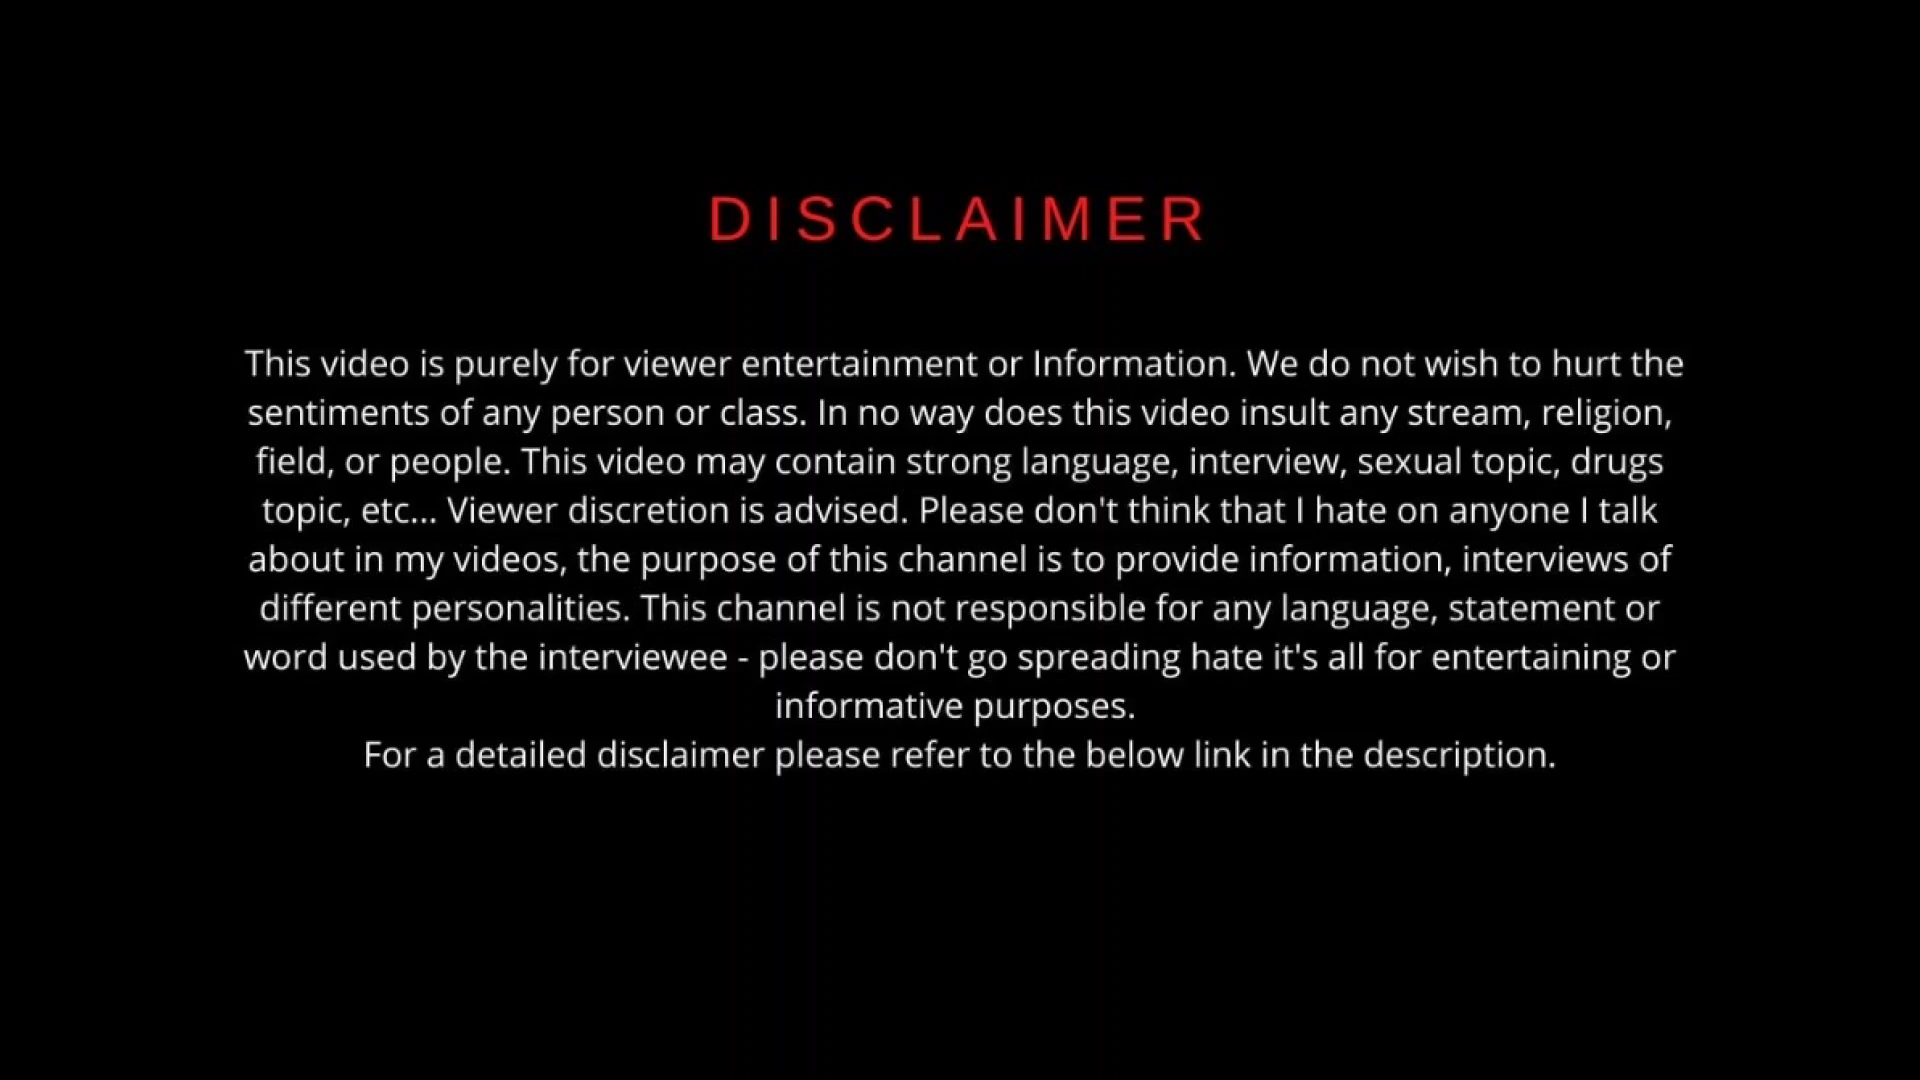 DISCLAIMER
This video is purely for viewer entertainment or Information. We do not wish to hurt the
sentiments of any person or class. In no way does this video insult any stream, religion,
field, or people. This video may contain strong language, interview, sexual topic, drugs
topic, etc... Viewer discretion is advised. Please don't think that I hate on anyone I talk
about in my videos, the purpose of this channel is to provide information, interviews of
different personalities. This channel is not responsible for any language, statement or
word used by the interviewee - please don't go spreading hate it's all for entertaining or
informative purposes.
For a detailed disclaimer please refer to the below link in the description.